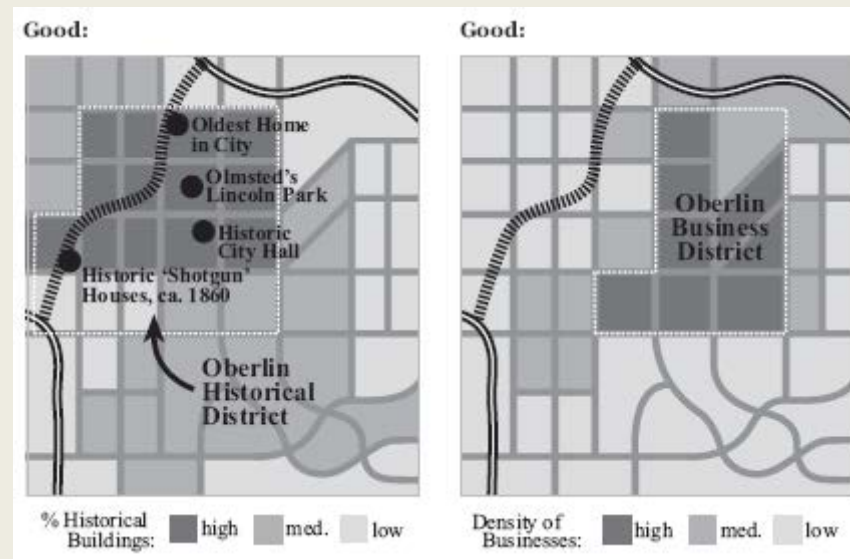 Good:
Oldest Home
in City
Olmsted's
Lincoln Park
Historic
City Hall
Historic ‘Shotgun’
Houses, ca. 1860
Oberlin
Historical
District
% Historical
Buildings:
high
med.
low
Good:
Oberlin
Business
District
Density of
Businesses:
high
med.
low